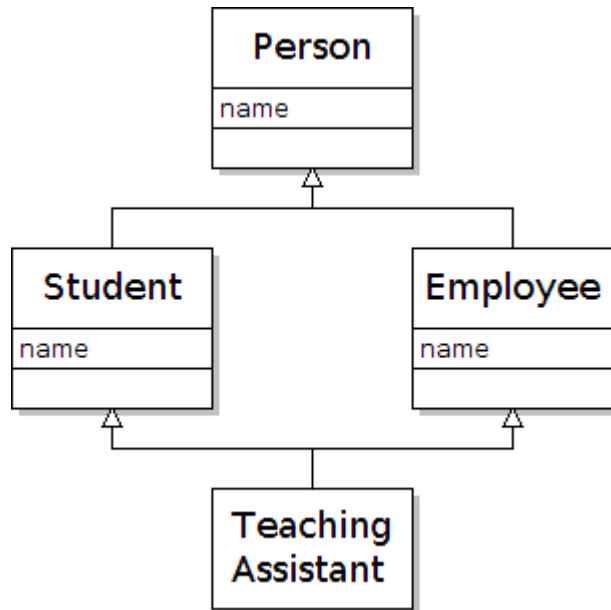 Person
name
Student
name
Employee
name
Teaching
Assistant